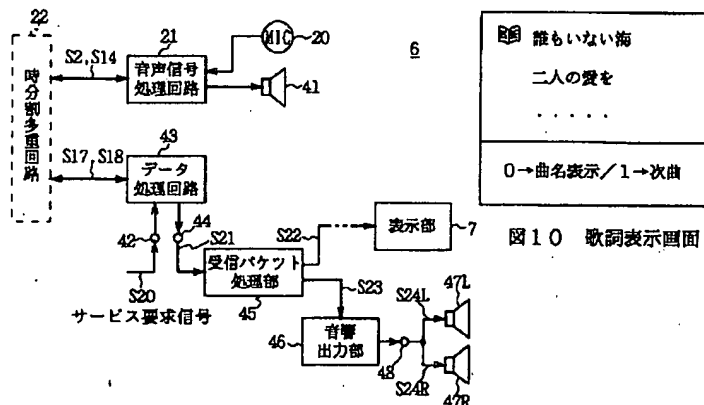 22
時分割多重回路
S2,S14
21
音声信号
処理回路
MIC
20
41
6
S17,S18
43
データ
処理回路
42
44
S20
S21
サービス要求信号
受信パケット
処理部
45
S22
表示部
7
S23
46
音響
出力部
48
S24L
47L
S24R
47R
誰もいない海
二人の愛を
・・・・・
0→曲名表示/1→次曲
図10 歌詞表示画面